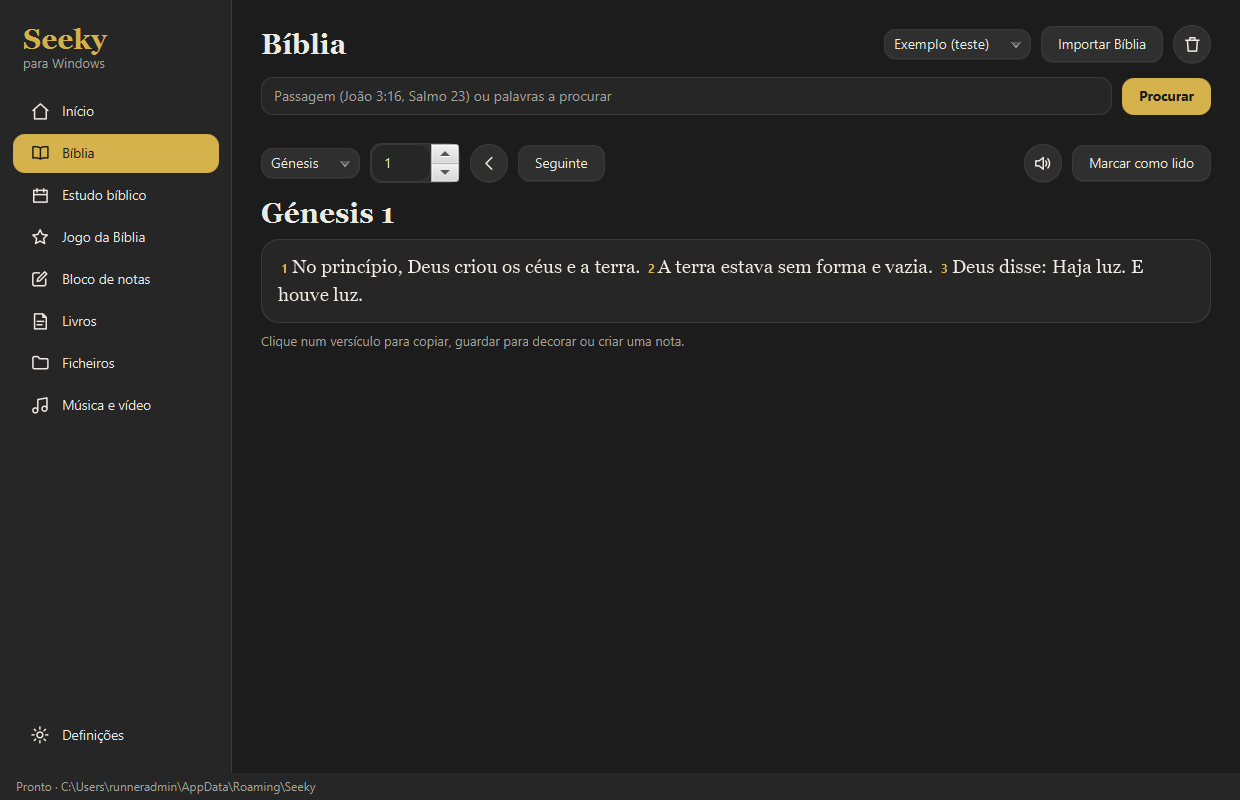 Seeky
para Windows
Início
Bíblia
Estudo bíblico
Jogo da Bíblia
Bloco de notas
Livros
Ficheiros
Música e vídeo
Definições
Bíblia
Exemplo (teste)
Importar Bíblia
Passagem (João 3:16, Salmo 23) ou palavras a procurar
Procurar
Génesis
1
Seguinte
Marcar como lido
Génesis 1
1 No princípio, Deus criou os céus e a terra. 2 A terra estava sem forma e vazia. 3 Deus disse: Haja luz. E
houve luz.
Clique num versículo para copiar, guardar para decorar ou criar uma nota.
Pronto · C:\Users\runneradmin\AppData\Roaming\Seeky